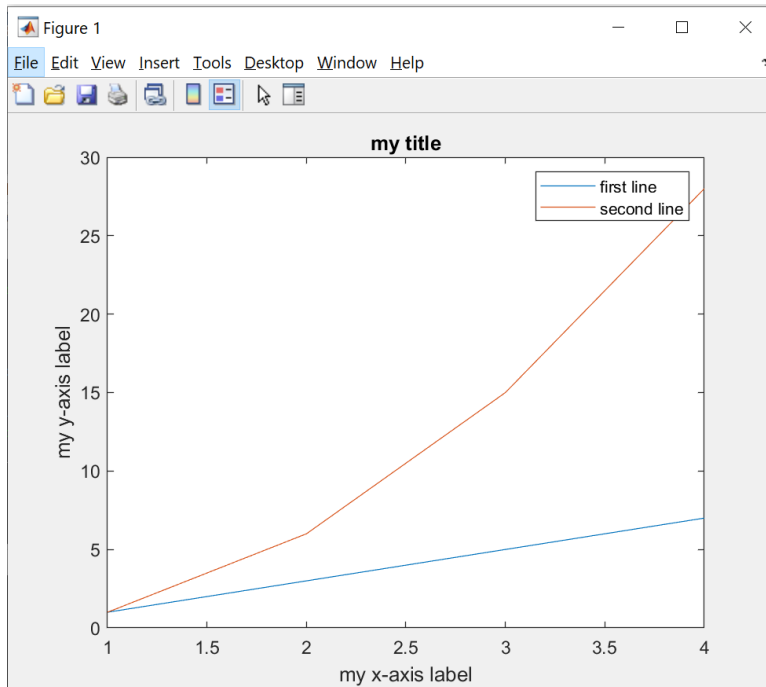 Figure 1
File Edit View Insert Tools Desktop Window Help
my title
first line
second line
30
25
20
15
10
5
0
my y-axis label
1 1.5 2 2.5 3 3.5 4
my x-axis label